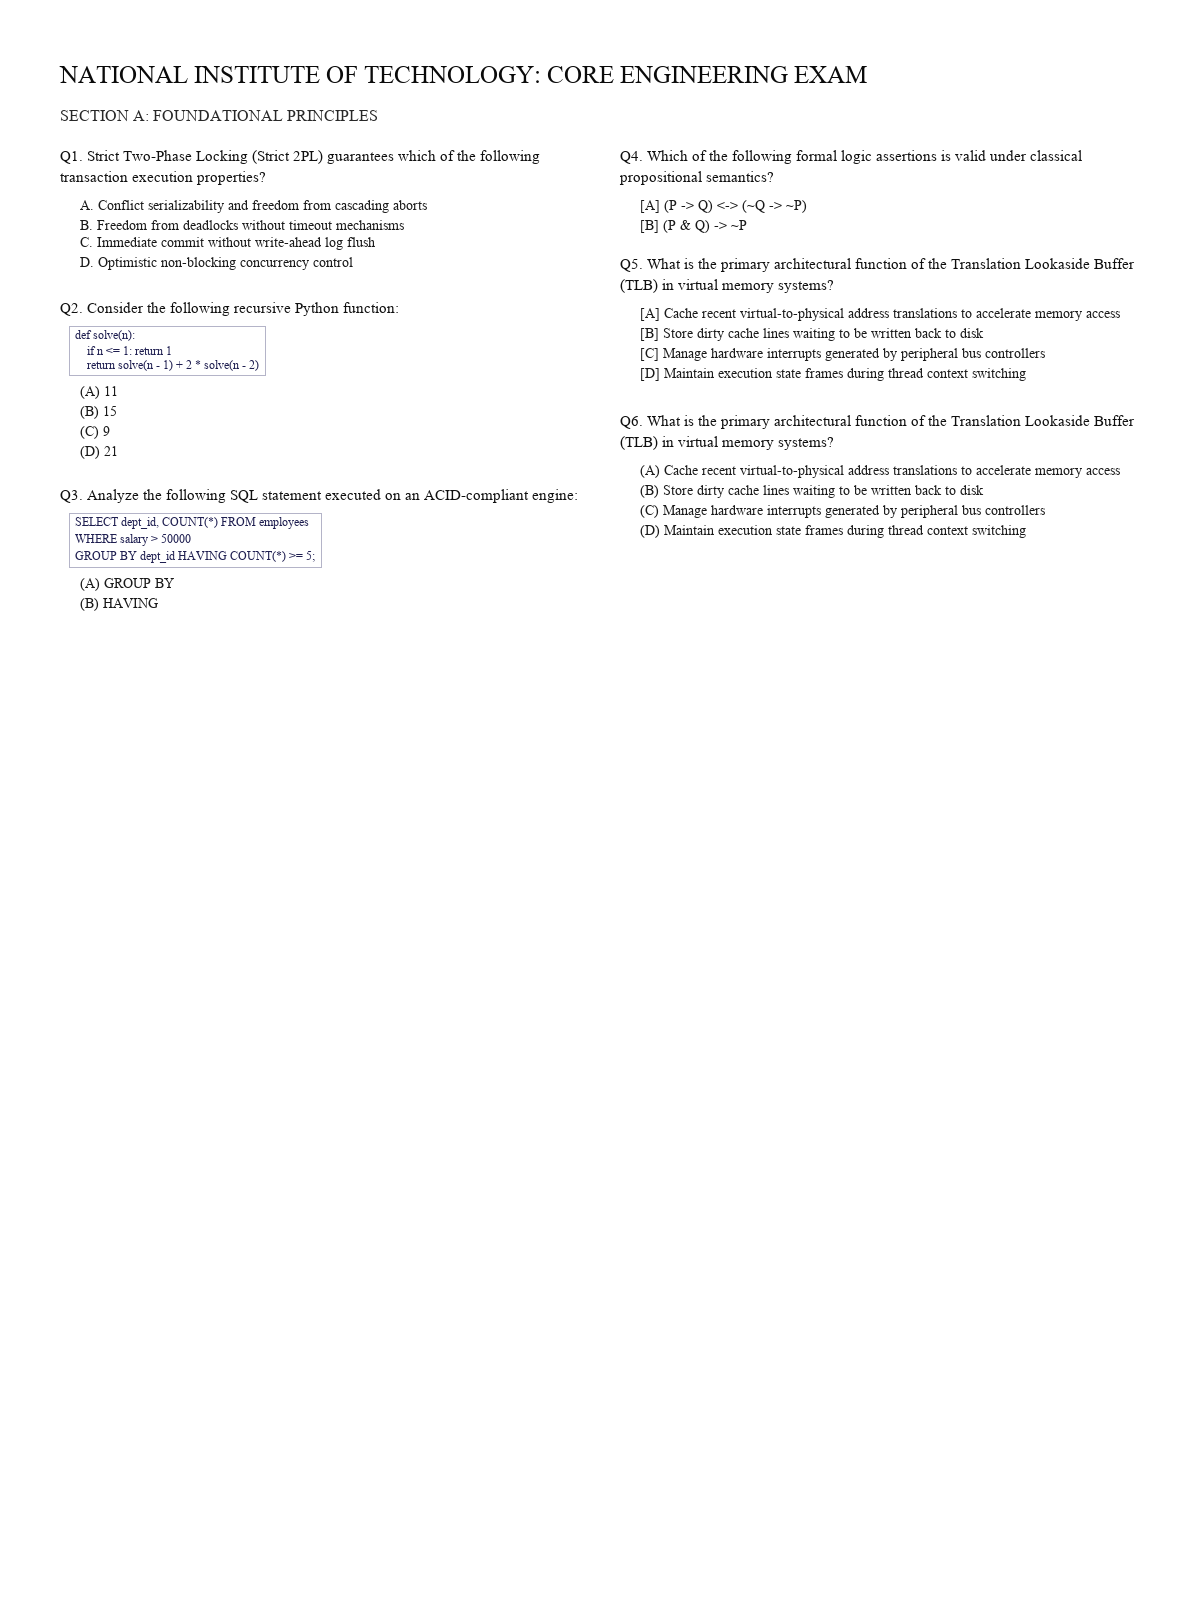 NATIONAL INSTITUTE OF TECHNOLOGY: CORE ENGINEERING EXAM
SECTION A: FOUNDATIONAL PRINCIPLES
Q1. Strict Two-Phase Locking (Strict 2PL) guarantees which of the following
transaction execution properties?
A. Conflict serializability and freedom from cascading aborts
B. Freedom from deadlocks without timeout mechanisms
C. Immediate commit without write-ahead log flush
D. Optimistic non-blocking concurrency control
Q2. Consider the following recursive Python function:
def solve(n):
    if n <= 1: return 1
    return solve(n - 1) + 2 * solve(n - 2)
(A) 11
(B) 15
(C) 9
(D) 21
Q3. Analyze the following SQL statement executed on an ACID-compliant engine:
SELECT dept_id, COUNT(*) FROM employees
WHERE salary > 50000
GROUP BY dept_id HAVING COUNT(*) >= 5;
(A) GROUP BY
(B) HAVING
Q4. Which of the following formal logic assertions is valid under classical
propositional semantics?
[A] (P -> Q) <-> (~Q -> ~P)
[B] (P & Q) -> ~P
Q5. What is the primary architectural function of the Translation Lookaside Buffer
(TLB) in virtual memory systems?
[A] Cache recent virtual-to-physical address translations to accelerate memory access
[B] Store dirty cache lines waiting to be written back to disk
[C] Manage hardware interrupts generated by peripheral bus controllers
[D] Maintain execution state frames during thread context switching
Q6. What is the primary architectural function of the Translation Lookaside Buffer
(TLB) in virtual memory systems?
(A) Cache recent virtual-to-physical address translations to accelerate memory access
(B) Store dirty cache lines waiting to be written back to disk
(C) Manage hardware interrupts generated by peripheral bus controllers
(D) Maintain execution state frames during thread context switching